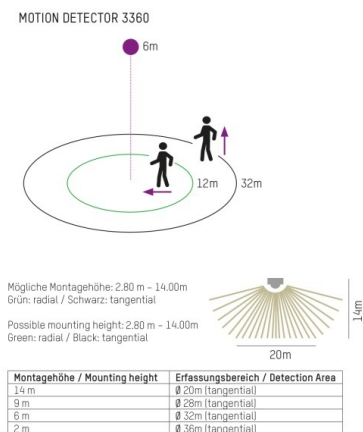 MOTION DETECTOR 3360
6m
12m
32m
Mögliche Montagehöhe: 2.80 m – 14.00m
Grün: radial / Schwarz: tangential
Possible mounting height: 2.80 m – 14.00m
Green: radial / Black: tangential
14m
20m
Montagehöhe / Mounting height Erfassungsbereich / Detection Area
14 m Ø 20m (tangential)
9 m Ø 28m (tangential)
6 m Ø 32m (tangential)
2 m Ø 36m (tangential)